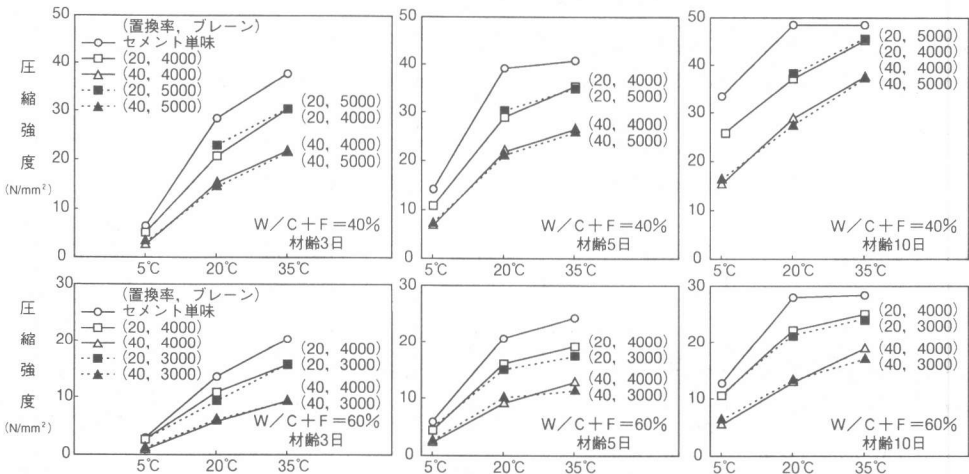 圧縮強度
(N/mm²)
50
40
30
20
10
0
(置換率, ブレーン)
セメント単味
(20, 4000)
(40, 4000)
(20, 5000)
(40, 5000)
(20, 5000)
(20, 4000)
(40, 4000)
(40, 5000)
W/C+F=40%
材齢3日
5℃ 20℃ 35℃
50
40
30
20
10
0
(20, 4000)
(20, 5000)
(40, 4000)
(40, 5000)
W/C+F=40%
材齢5日
5℃ 20℃ 35℃
50
40
30
20
10
0
(20, 5000)
(20, 4000)
(40, 4000)
(40, 5000)
W/C+F=40%
材齢10日
5℃ 20℃ 35℃
圧縮強度
(N/mm²)
30
20
10
0
(置換率, ブレーン)
セメント単味
(20, 4000)
(40, 4000)
(20, 3000)
(40, 3000)
(20, 4000)
(20, 3000)
(40, 4000)
(40, 3000)
W/C+F=60%
材齢3日
5℃ 20℃ 35℃
30
20
10
0
(20, 4000)
(20, 3000)
(40, 4000)
(40, 3000)
W/C+F=60%
材齢5日
5℃ 20℃ 35℃
30
20
10
0
(20, 4000)
(20, 3000)
(40, 4000)
(40, 3000)
W/C+F=60%
材齢10日
5℃ 20℃ 35℃